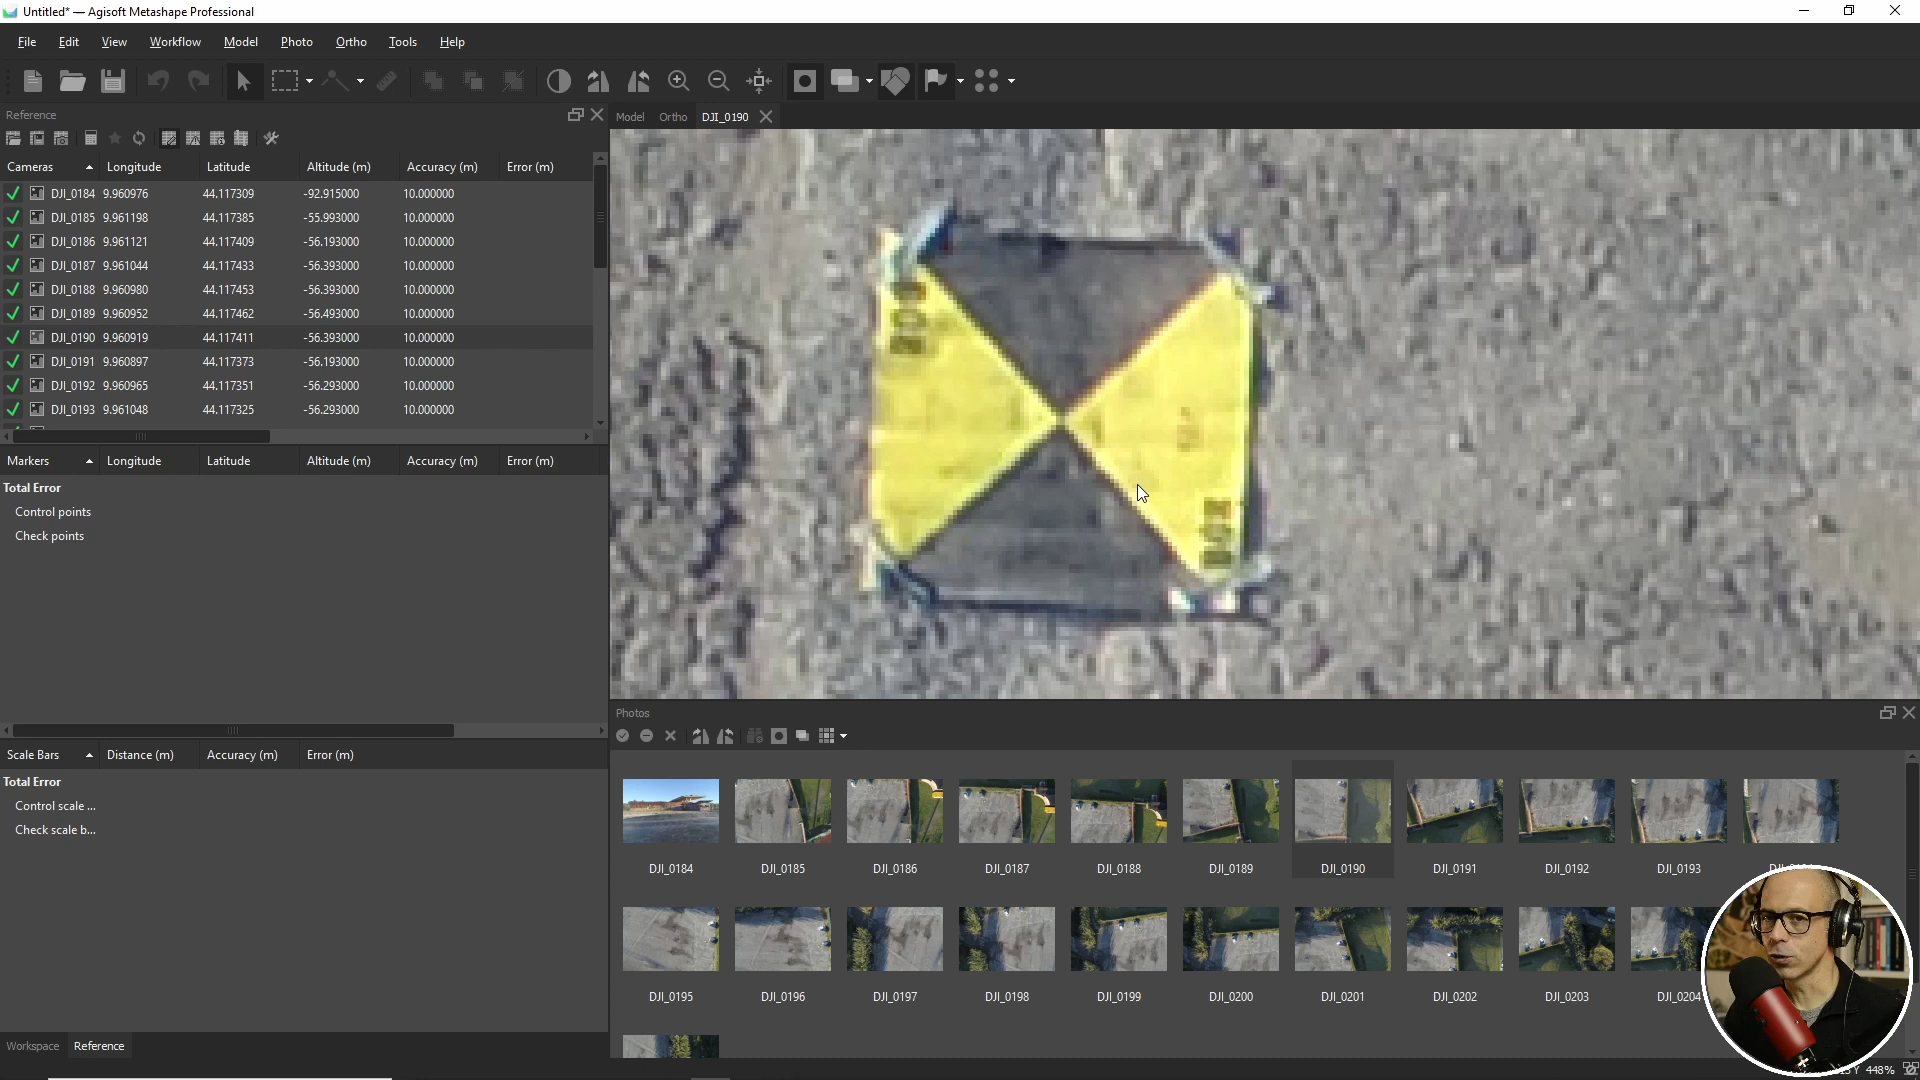 Untitled* — Agisoft Metashape Professional
File Edit View Workflow Model Photo Ortho Tools Help
Reference
Model Ortho DJI_0190
Cameras Longitude Latitude Altitude (m) Accuracy (m) Error (m)
DJI_0184 9.960976 44.117309 -92.915000 10.000000
DJI_0185 9.961198 44.117385 -55.993000 10.000000
DJI_0186 9.961121 44.117409 -56.193000 10.000000
DJI_0187 9.961044 44.117433 -56.393000 10.000000
DJI_0188 9.960980 44.117453 -56.393000 10.000000
DJI_0189 9.960952 44.117462 -56.493000 10.000000
DJI_0190 9.960919 44.117411 -56.393000 10.000000
DJI_0191 9.960897 44.117373 -56.193000 10.000000
DJI_0192 9.960965 44.117351 -56.293000 10.000000
DJI_0193 9.961048 44.117325 -56.293000 10.000000
Markers Longitude Latitude Altitude (m) Accuracy (m) Error (m)
Total Error
Control points
Check points
Scale Bars Distance (m) Accuracy (m) Error (m)
Total Error
Control scale ...
Check scale b...
Workspace Reference
Photos
DJI_0184 DJI_0185 DJI_0186 DJI_0187 DJI_0188 DJI_0189 DJI_0190 DJI_0191 DJI_0192 DJI_0193
DJI_0195 DJI_0196 DJI_0197 DJI_0198 DJI_0199 DJI_0200 DJI_0201 DJI_0202 DJI_0203 DJI_0204
448%